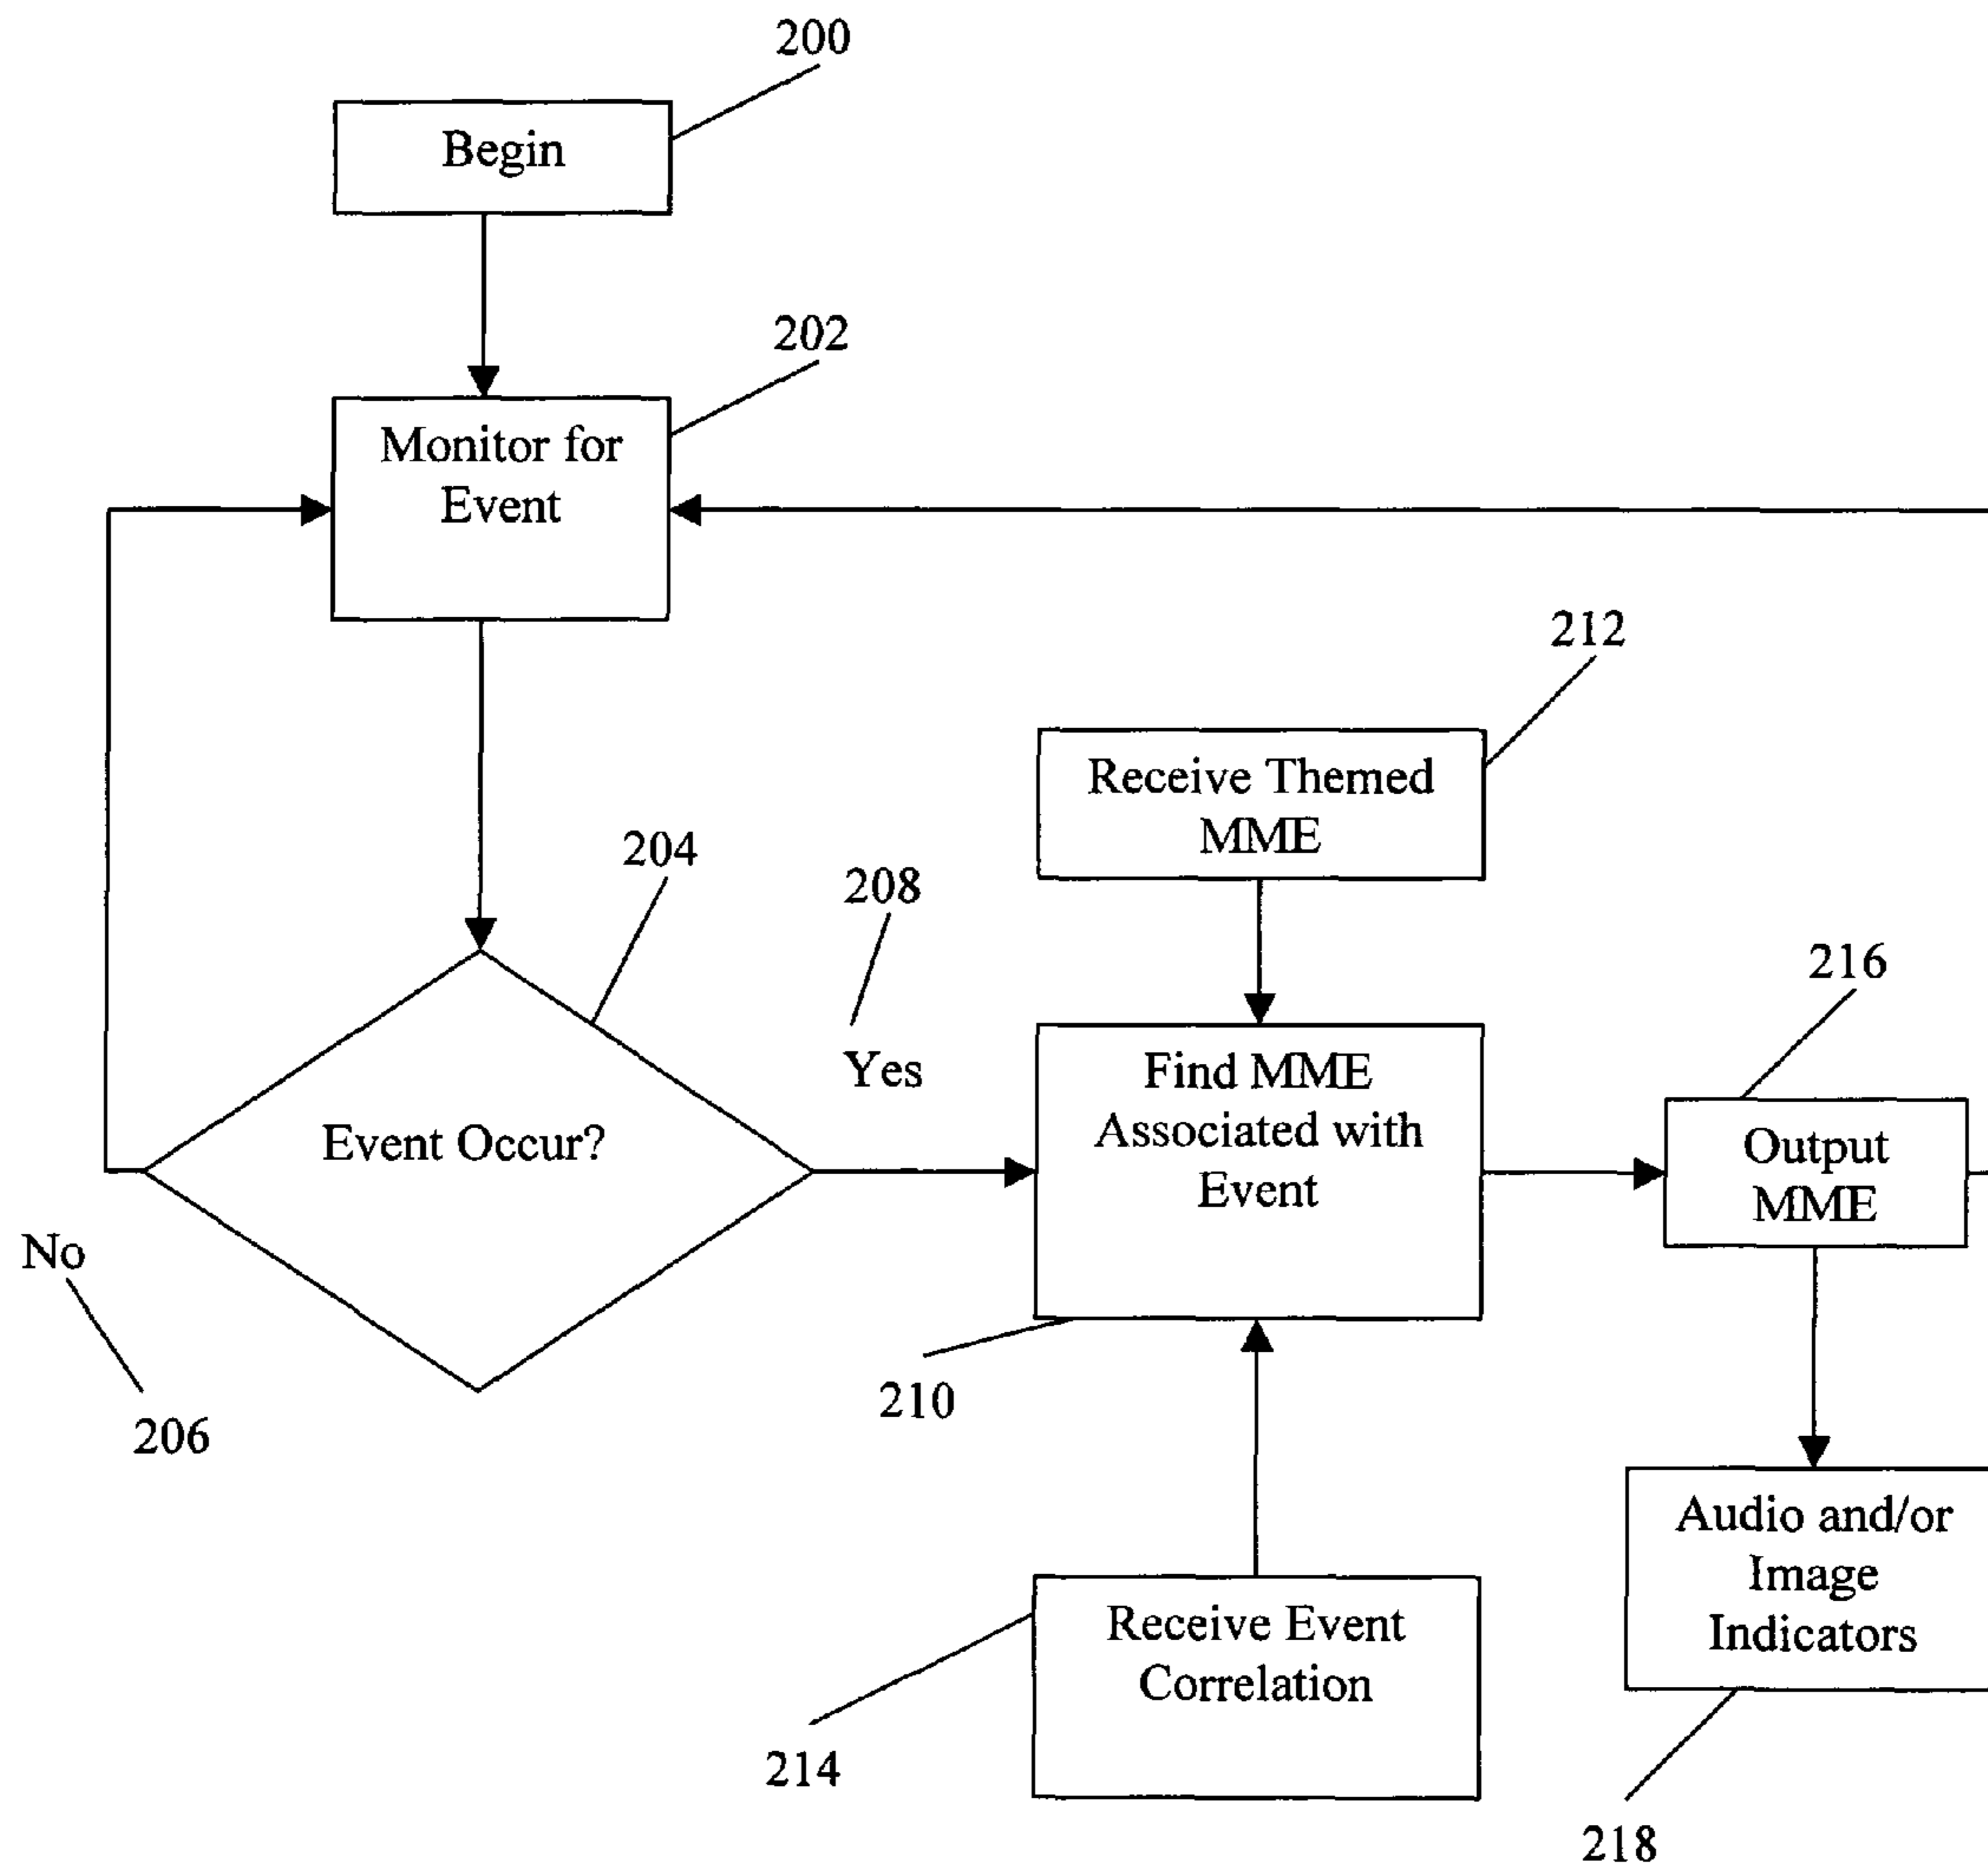 200
Begin
202
Monitor for
Event
212
Receive Themed
MME
204
208
Yes
216
Find MME
Associated with
Event
Event Occur?
Output
MME
No
206
210
Audio and/or
Image
Indicators
Receive Event
Correlation
214
218